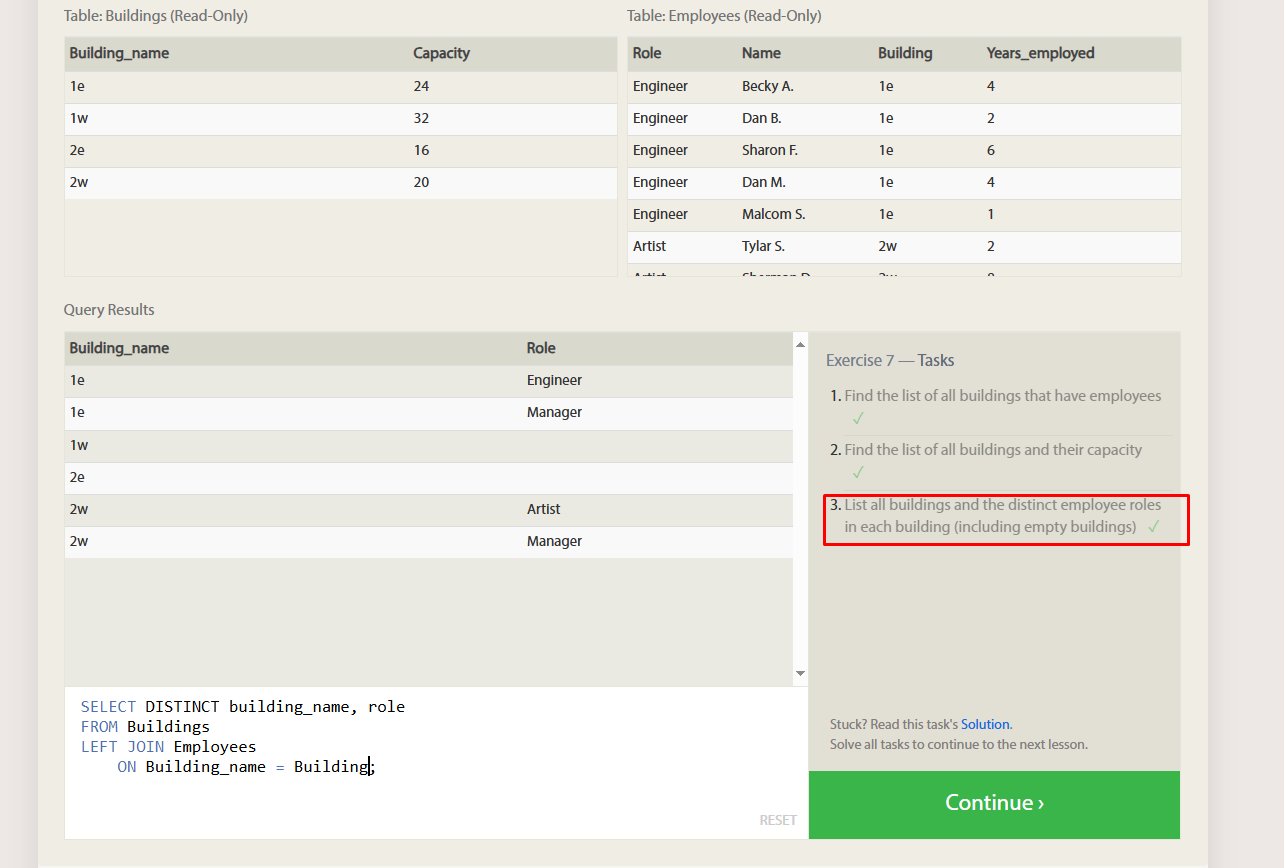 Table: Buildings (Read-Only)
Building_name Capacity
1e 24
1w 32
2e 16
2w 20
Table: Employees (Read-Only)
Role Name Building Years_employed
Engineer Becky A. 1e 4
Engineer Dan B. 1e 2
Engineer Sharon F. 1e 6
Engineer Dan M. 1e 4
Engineer Malcom S. 1e 1
Artist Tylar S. 2w 2
Artist Sherman D. 2w 8
Query Results
Building_name Role
1e Engineer
1e Manager
1w
2e
2w Artist
2w Manager
SELECT DISTINCT building_name, role
FROM Buildings
LEFT JOIN Employees
ON Building_name = Building;
RESET
Exercise 7 — Tasks
1. Find the list of all buildings that have employees
✓
2. Find the list of all buildings and their capacity
✓
3. List all buildings and the distinct employee roles
in each building (including empty buildings) ✓
Stuck? Read this task's Solution.
Solve all tasks to continue to the next lesson.
Continue ›